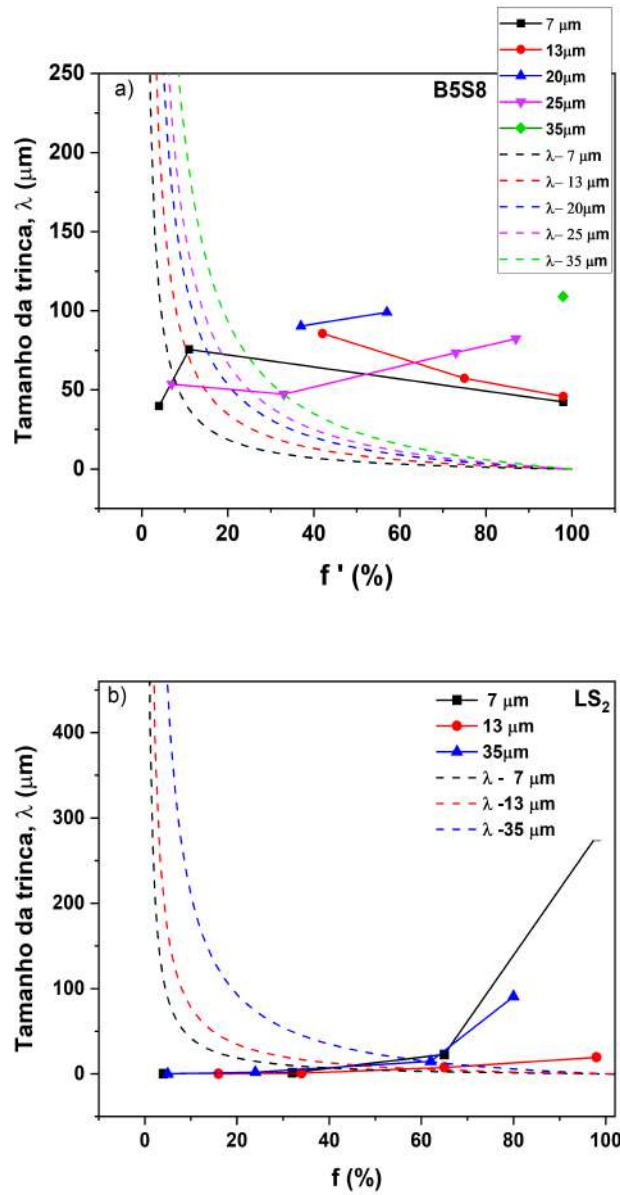 7 μm
13μm
20μm
25μm
35μm
λ– 7 μm
λ– 13 μm
λ– 20μm
λ– 25 μm
λ– 35 μm
a)
B5S8
250
200
150
100
50
0
Tamanho da trinca, λ (μm)
0 20 40 60 80 100
f ' (%)
b)
LS₂
7 μm
13 μm
35μm
λ - 7 μm
λ -13 μm
λ -35 μm
400
300
200
100
0
Tamanho da trinca, λ (μm)
0 20 40 60 80 100
f (%)